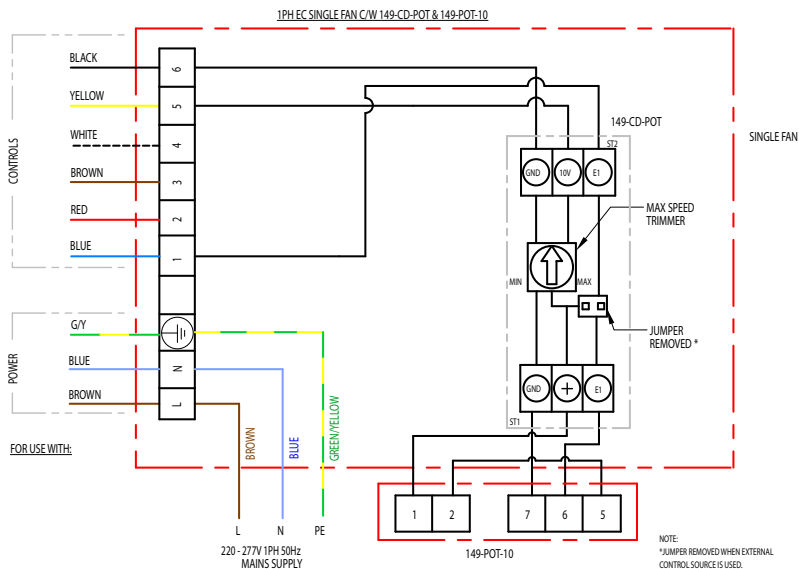 1PH EC SINGLE FAN C/W 149-CD-POT & 149-POT-10
CONTROLS
BLACK
6
YELLOW
5
WHITE
4
BROWN
3
RED
2
BLUE
1
POWER
G/Y
BLUE
N
BROWN
L
FOR USE WITH:
BROWN
BLUE
GREEN/YELLOW
L
N
PE
220 - 277V 1PH 50Hz
MAINS SUPPLY
SINGLE FAN
149-CD-POT
ST2
GND
10V
E1
MAX SPEED
TRIMMER
MIN
MAX
JUMPER
REMOVED *
GND
+
E1
ST1
1
2
7
6
5
149-POT-10
NOTE:
*JUMPER REMOVED WHEN EXTERNAL
CONTROL SOURCE IS USED.